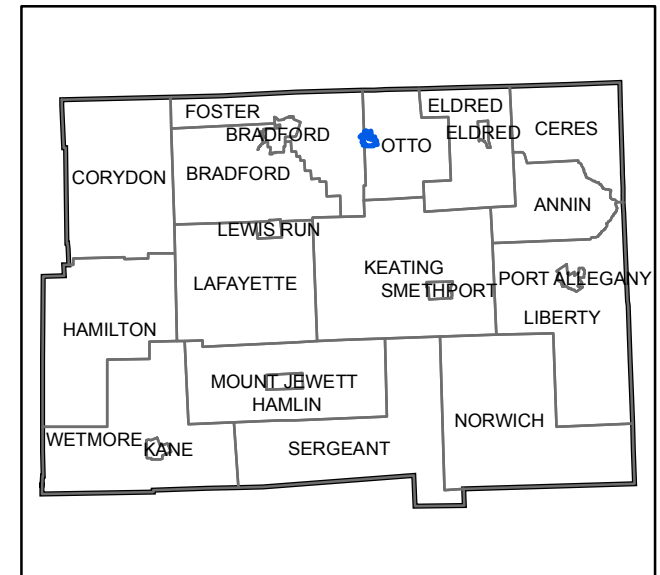 FOSTER
ELDRED
BRADFORD
ELDRED
CERES
OTTO
CORYDON
BRADFORD
ANNIN
LEWIS RUN
KEATING
PORT ALLEGANY
LAFAYETTE
SMETHPORT
LIBERTY
HAMILTON
MOUNT JEWETT
HAMLIN
NORWICH
WETMORE
KANE
SERGEANT